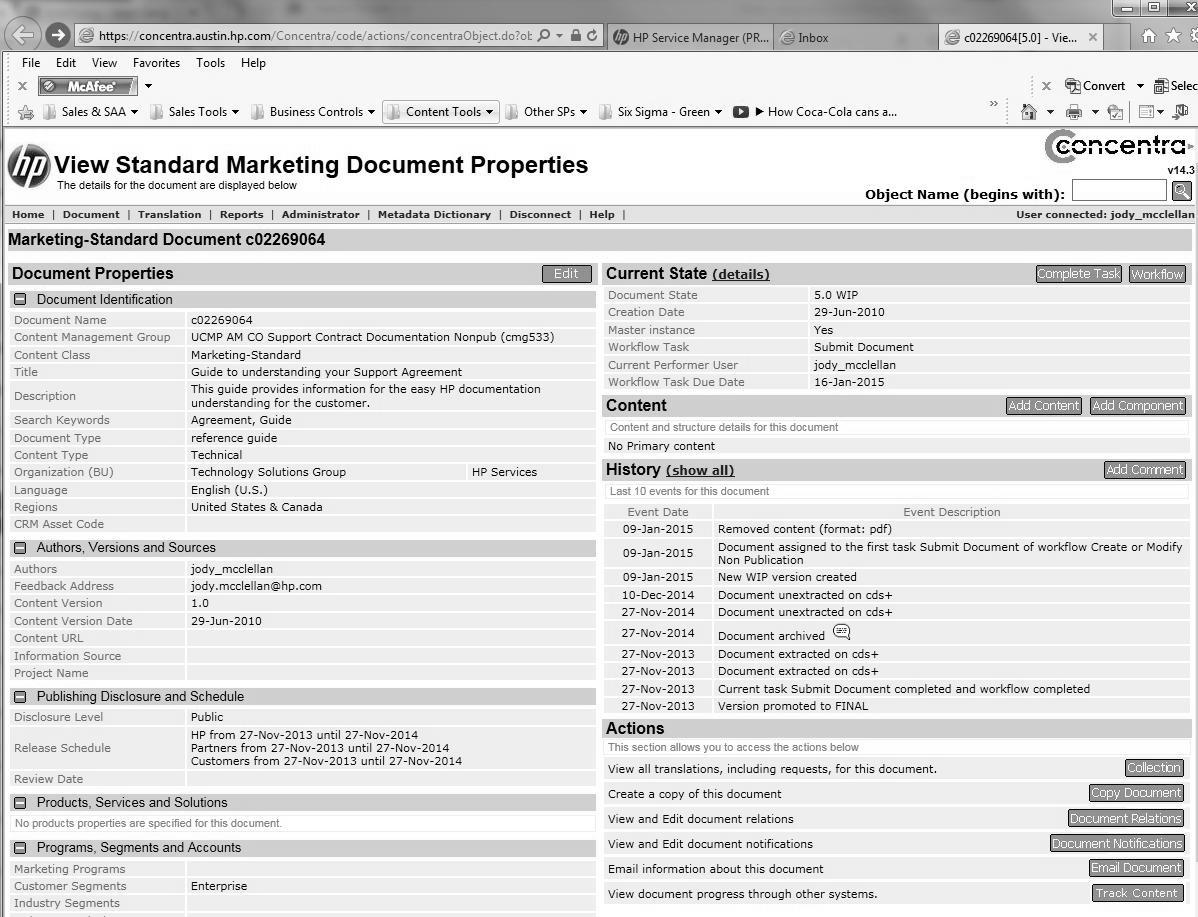 https://concentra.austin.hp.com/Concentra/code/actions/concentraObject.do?ob
HP Service Manager (PR...
Inbox
c02269064[5.0] - Vie...
File Edit View Favorites Tools Help
McAfee
Convert
Selec
Sales & SAA
Sales Tools
Business Controls
Content Tools
Other SPs
Six Sigma - Green
How Coca-Cola cans a...
hp
View Standard Marketing Document Properties
The details for the document are displayed below
concentra
v14.3
Object Name (begins with):
Home | Document | Translation | Reports | Administrator | Metadata Dictionary | Disconnect | Help |
User connected: jody_mcclellan
Marketing-Standard Document c02269064
Document Properties
Edit
Document Identification
Document Name c02269064
Content Management Group UCMP AM CO Support Contract Documentation Nonpub (cmg533)
Content Class Marketing-Standard
Title Guide to understanding your Support Agreement
Description This guide provides information for the easy HP documentation
understanding for the customer.
Search Keywords Agreement, Guide
Document Type reference guide
Content Type Technical
Organization (BU) Technology Solutions Group HP Services
Language English (U.S.)
Regions United States & Canada
CRM Asset Code
Authors, Versions and Sources
Authors jody_mcclellan
Feedback Address jody.mcclellan@hp.com
Content Version 1.0
Content Version Date 29-Jun-2010
Content URL
Information Source
Project Name
Publishing Disclosure and Schedule
Disclosure Level Public
Release Schedule HP from 27-Nov-2013 until 27-Nov-2014
Partners from 27-Nov-2013 until 27-Nov-2014
Customers from 27-Nov-2013 until 27-Nov-2014
Review Date
Products, Services and Solutions
No products properties are specified for this document.
Programs, Segments and Accounts
Marketing Programs
Customer Segments Enterprise
Industry Segments
Current State (details)
Complete Task
Workflow
Document State 5.0 WIP
Creation Date 29-Jun-2010
Master instance Yes
Workflow Task Submit Document
Current Performer User jody_mcclellan
Workflow Task Due Date 16-Jan-2015
Content
Add Content
Add Component
Content and structure details for this document
No Primary content
History (show all)
Add Comment
Last 10 events for this document
Event Date Event Description
09-Jan-2015 Removed content (format: pdf)
09-Jan-2015 Document assigned to the first task Submit Document of workflow Create or Modify
Non Publication
09-Jan-2015 New WIP version created
10-Dec-2014 Document unextracted on cds+
27-Nov-2014 Document unextracted on cds+
27-Nov-2014 Document archived
27-Nov-2013 Document extracted on cds+
27-Nov-2013 Document extracted on cds+
27-Nov-2013 Current task Submit Document completed and workflow completed
27-Nov-2013 Version promoted to FINAL
Actions
This section allows you to access the actions below
View all translations, including requests, for this document. Collection
Create a copy of this document Copy Document
View and Edit document relations Document Relations
View and Edit document notifications Document Notifications
Email information about this document Email Document
View document progress through other systems. Track Content